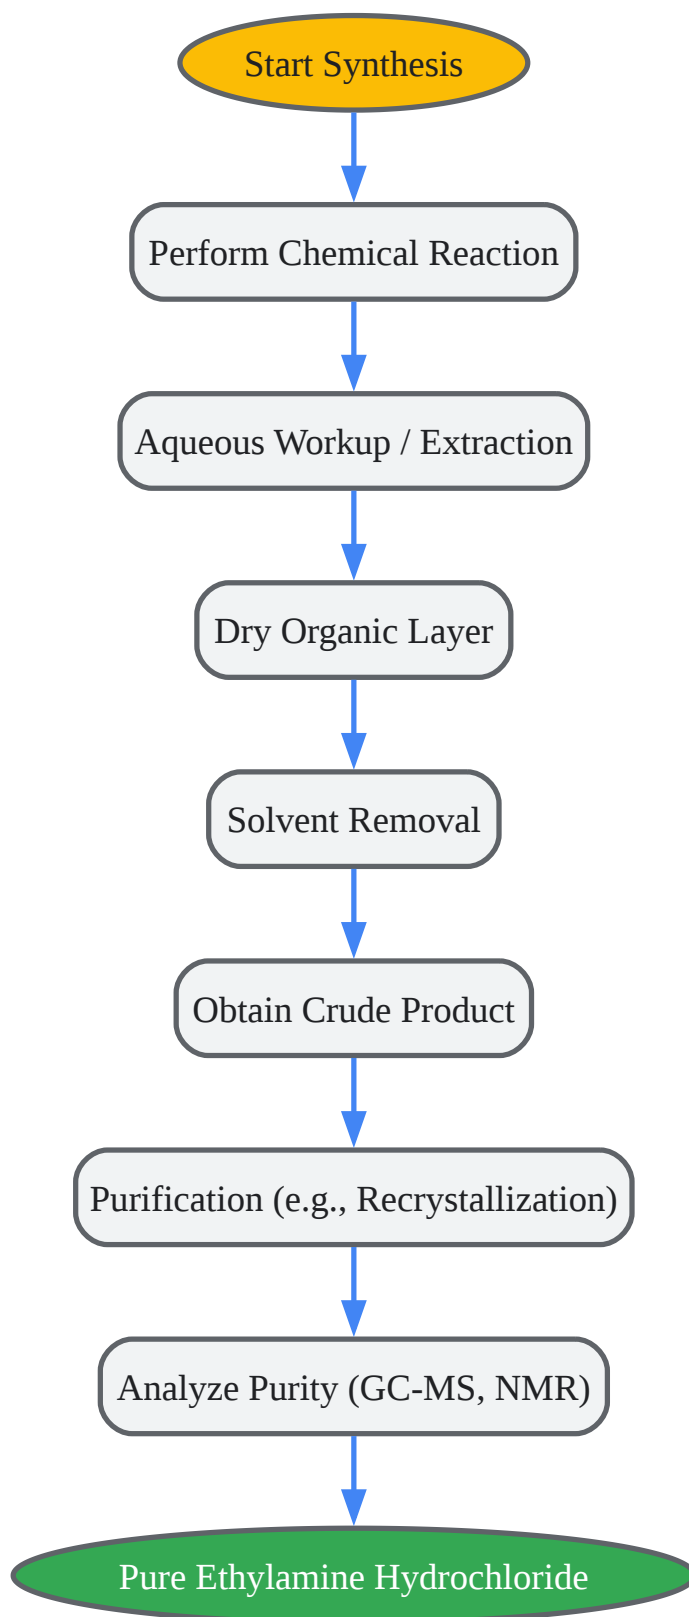 Start Synthesis
Perform Chemical Reaction
Aqueous Workup / Extraction
Dry Organic Layer
Solvent Removal
Obtain Crude Product
Purification (e.g., Recrystallization)
Analyze Purity (GC-MS, NMR)
Pure Ethylamine Hydrochloride